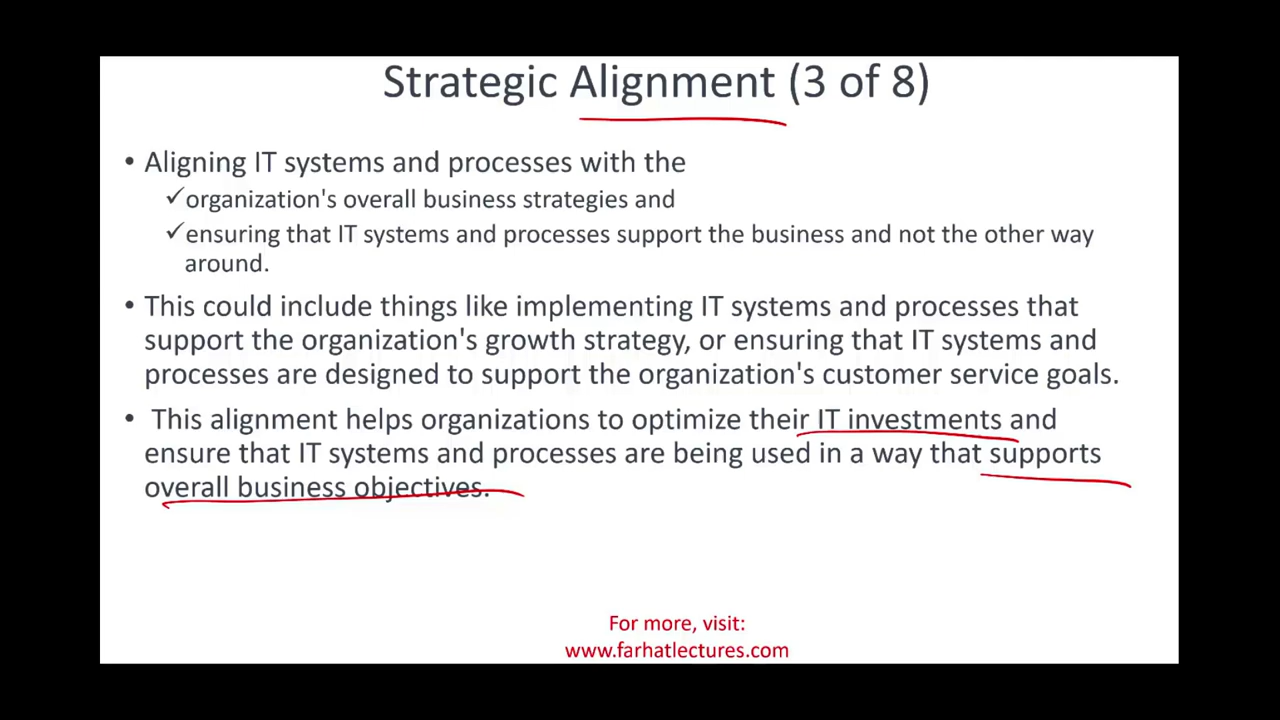 Strategic Alignment (3 of 8)
• Aligning IT systems and processes with the
✓organization's overall business strategies and
✓ensuring that IT systems and processes support the business and not the other way
around.
• This could include things like implementing IT systems and processes that
support the organization's growth strategy, or ensuring that IT systems and
processes are designed to support the organization's customer service goals.
• This alignment helps organizations to optimize their IT investments and
ensure that IT systems and processes are being used in a way that supports
overall business objectives.
For more, visit:
www.farhatlectures.com